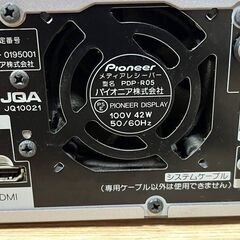 Pioneer
メディアレシーバー
型名 PDP-R05
パイオニア株式会社
PIONEER DISPLAY
100V 42W
50/60Hz
定番号
0195001
株式会社
JQA
JQ10021
HDMI
システムケーブル
(専用ケーブル以外は使用できません)